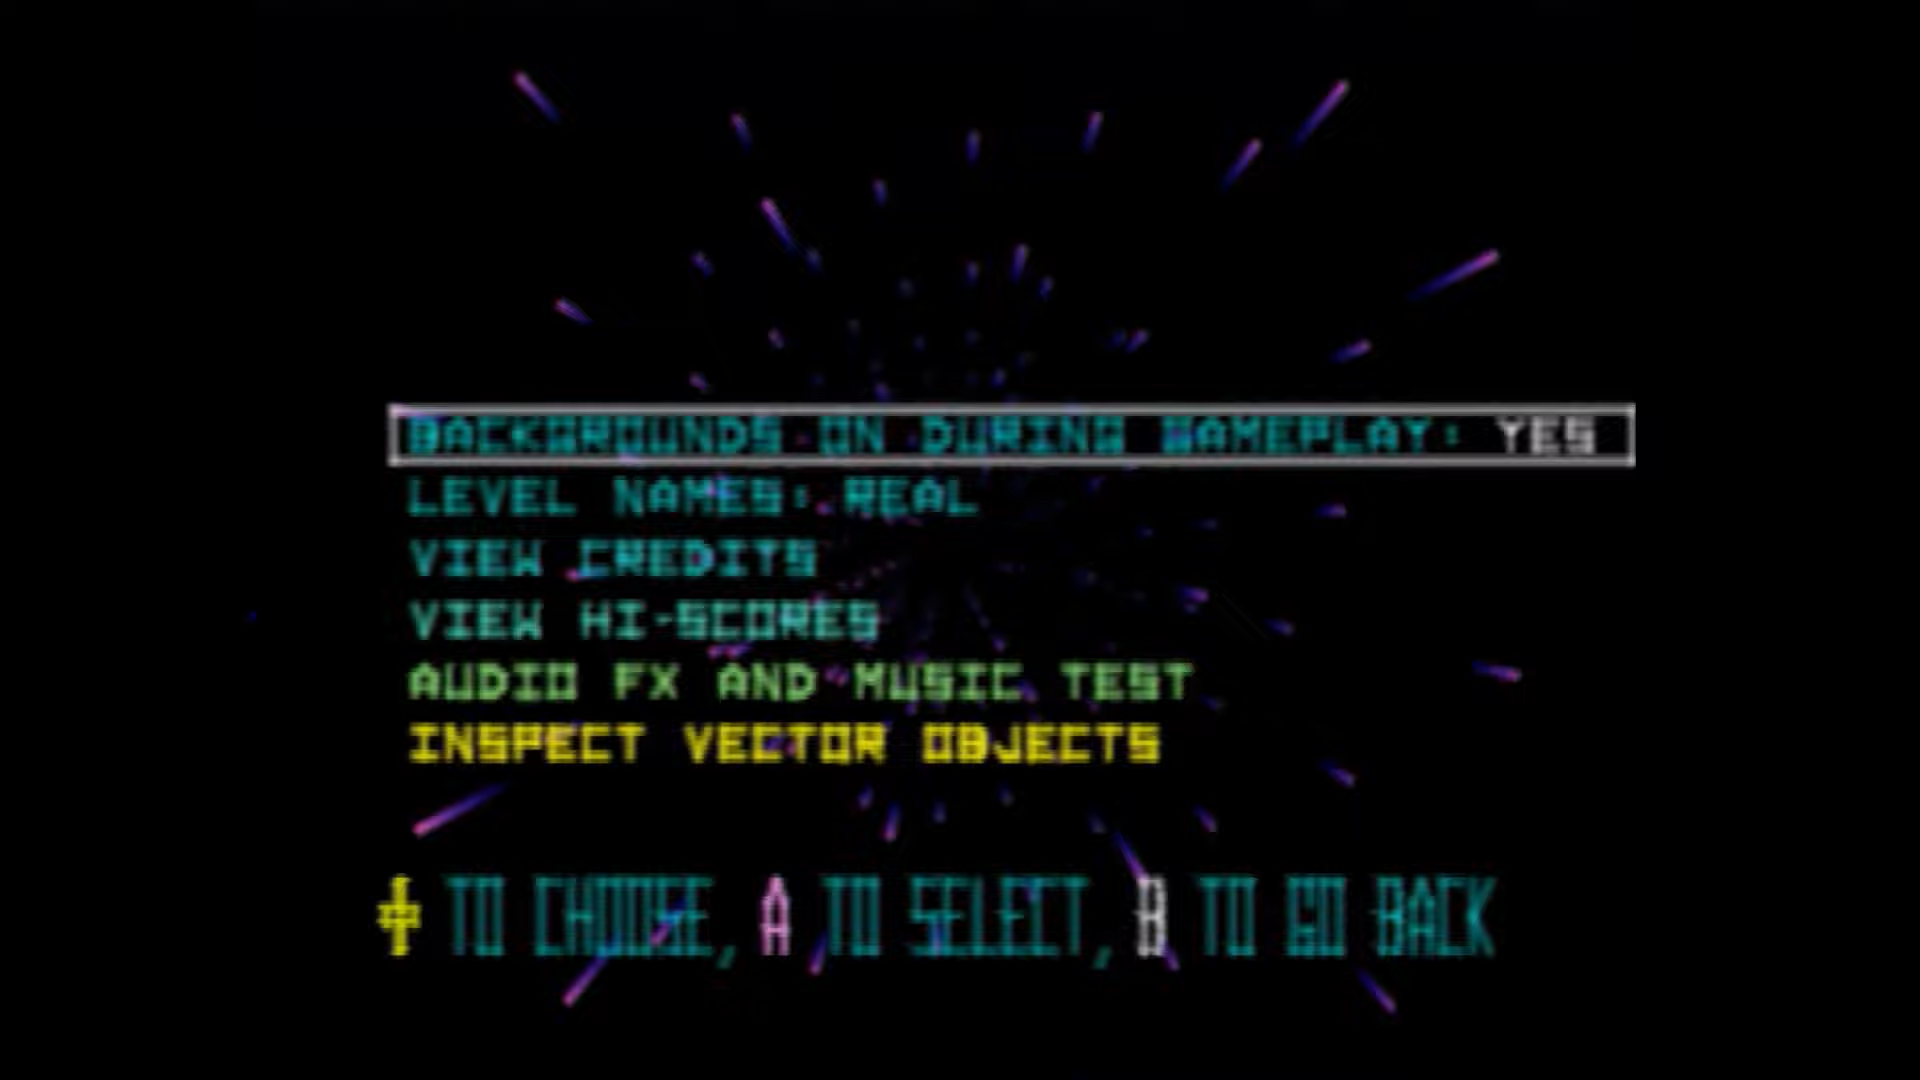 BACKGROUNDS ON DURING GAMEPLAY: YES
LEVEL NAMES: REAL
VIEW CREDITS
VIEW HI-SCORES
AUDIO FX AND MUSIC TEST
INSPECT VECTOR OBJECTS
TO CHOOSE, A TO SELECT, B TO GO BACK